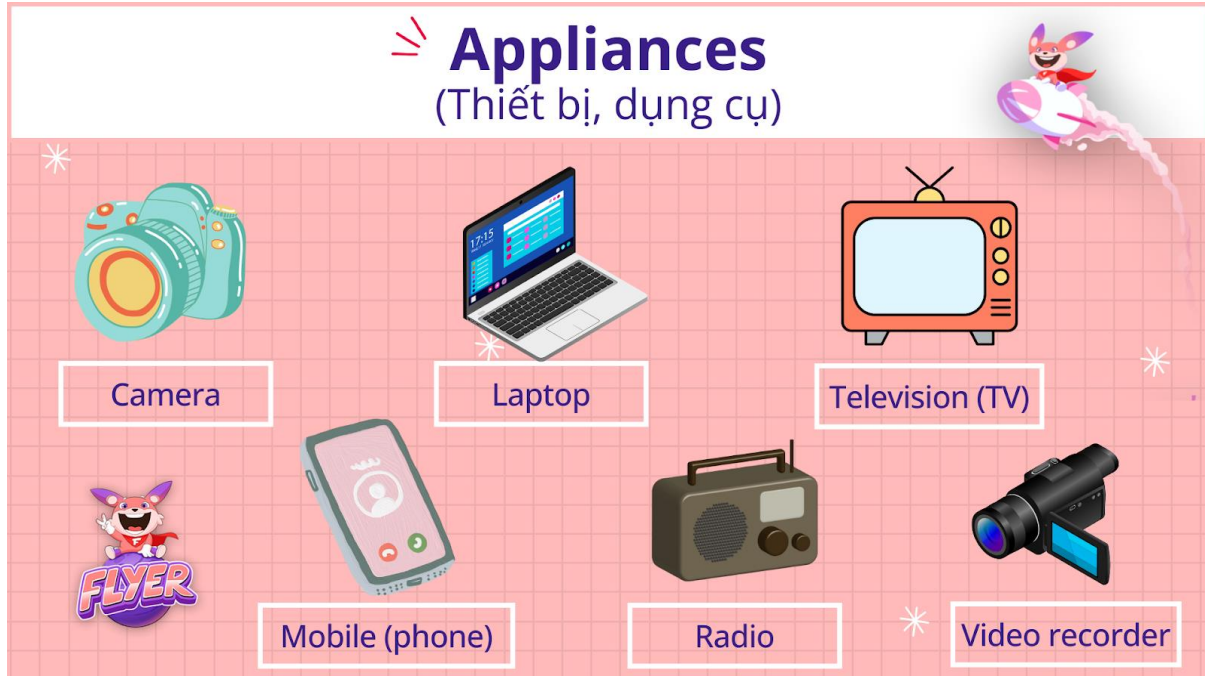 Appliances
(Thiết bị, dụng cụ)
17:15
Camera
Laptop
Television (TV)
F
FLYER
Mobile (phone)
Radio
Video recorder